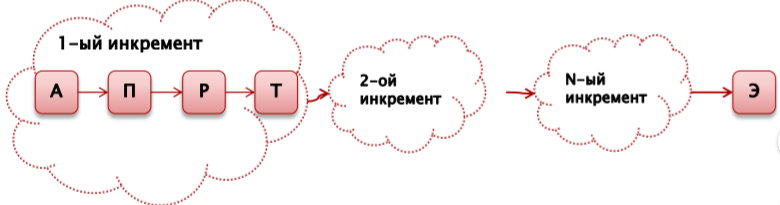 1-ый инкремент
А П Р Т
2-ой
инкремент
N-ый
инкремент
Э